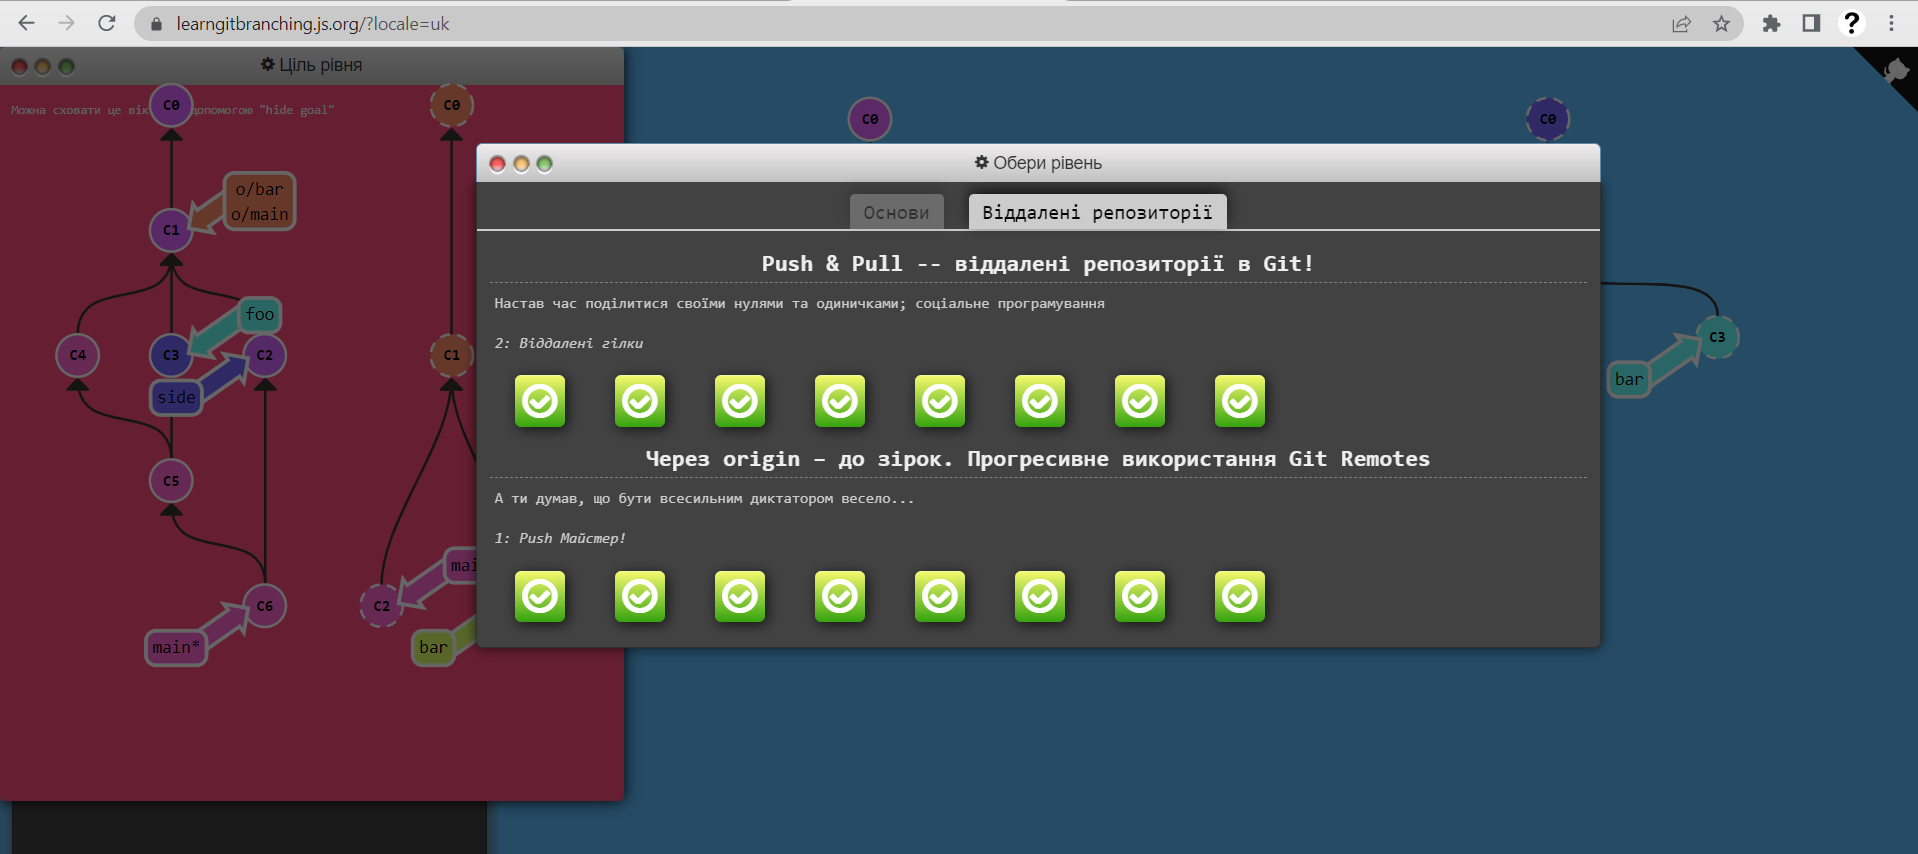 learngitbranching.js.org/?locale=uk
Ціль рівня
Можна сховати це вік допомогою "hide goal"
C0
C0
o/bar
o/main
C1
foo
C4
C3
C2
C1
side
C5
main*
C6
C2
bar
C0
C0
C3
bar
Обери рівень
Основи
Віддалені репозиторії
Push & Pull -- віддалені репозиторії в Git!
Настав час поділитися своїми нулями та одиничками; соціальне програмування
2: Віддалені гілки
Через origin – до зірок. Прогресивне використання Git Remotes
А ти думав, що бути всесильним диктатором весело...
1: Push Майстер!